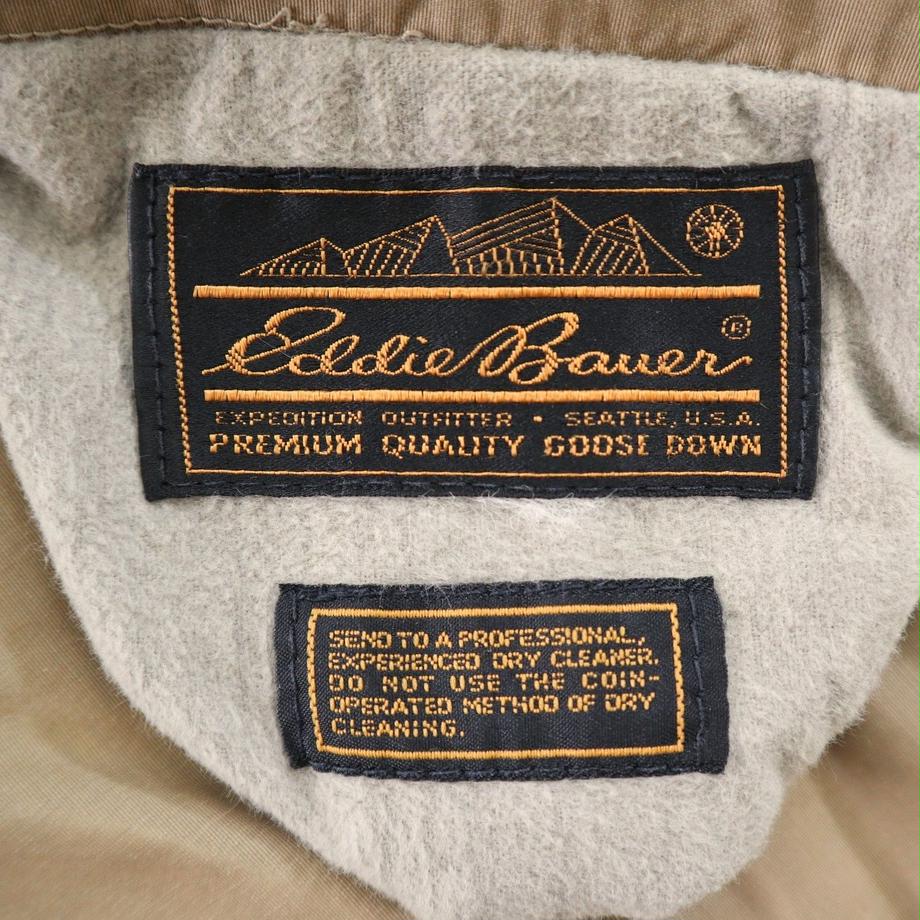 Eddie Bauer ®
EXPEDITION OUTFITTER · SEATTLE, U.S.A.
PREMIUM QUALITY GOOSE DOWN
SEND TO A PROFESSIONAL,
EXPERIENCED DRY CLEANER.
DO NOT USE THE COIN-
OPERATED METHOD OF DRY
CLEANING.